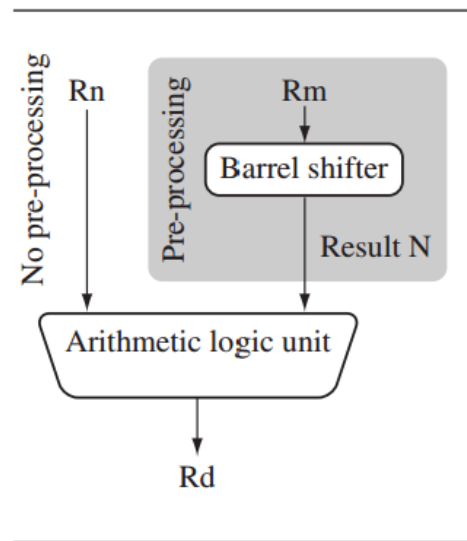 No pre-processing
Rn
Pre-processing
Rm
Barrel shifter
Result N
Arithmetic logic unit
Rd